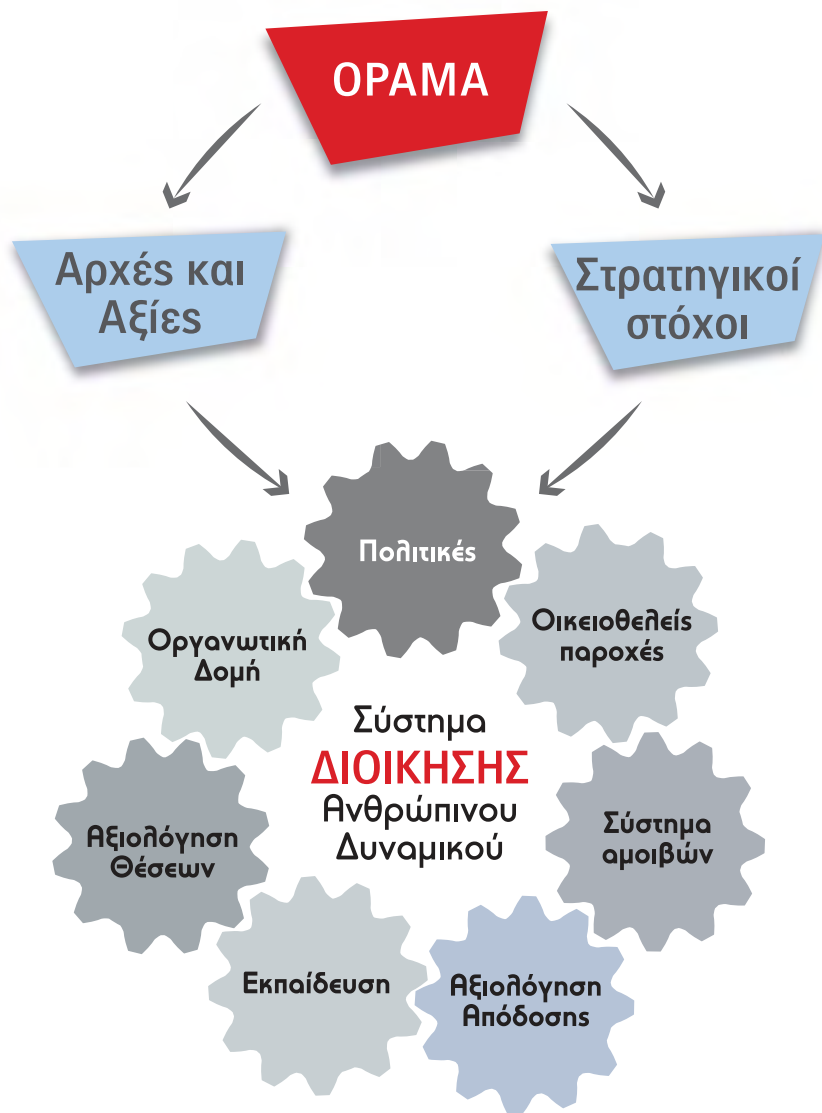 ΟΡΑΜΑ
Αρχές και
Αξίες
Στρατηγικοί
στόχοι
Πολιτικές
Οργανωτική
Δομή
Οικειοθελείς
παροχές
Σύστημα
ΔΙΟΙΚΗΣΗΣ
Ανθρώπινου
Δυναμικού
Αξιολόγηση
Θέσεων
Σύστημα
αμοιβών
Εκπαίδευση
Αξιολόγηση
Απόδοσης